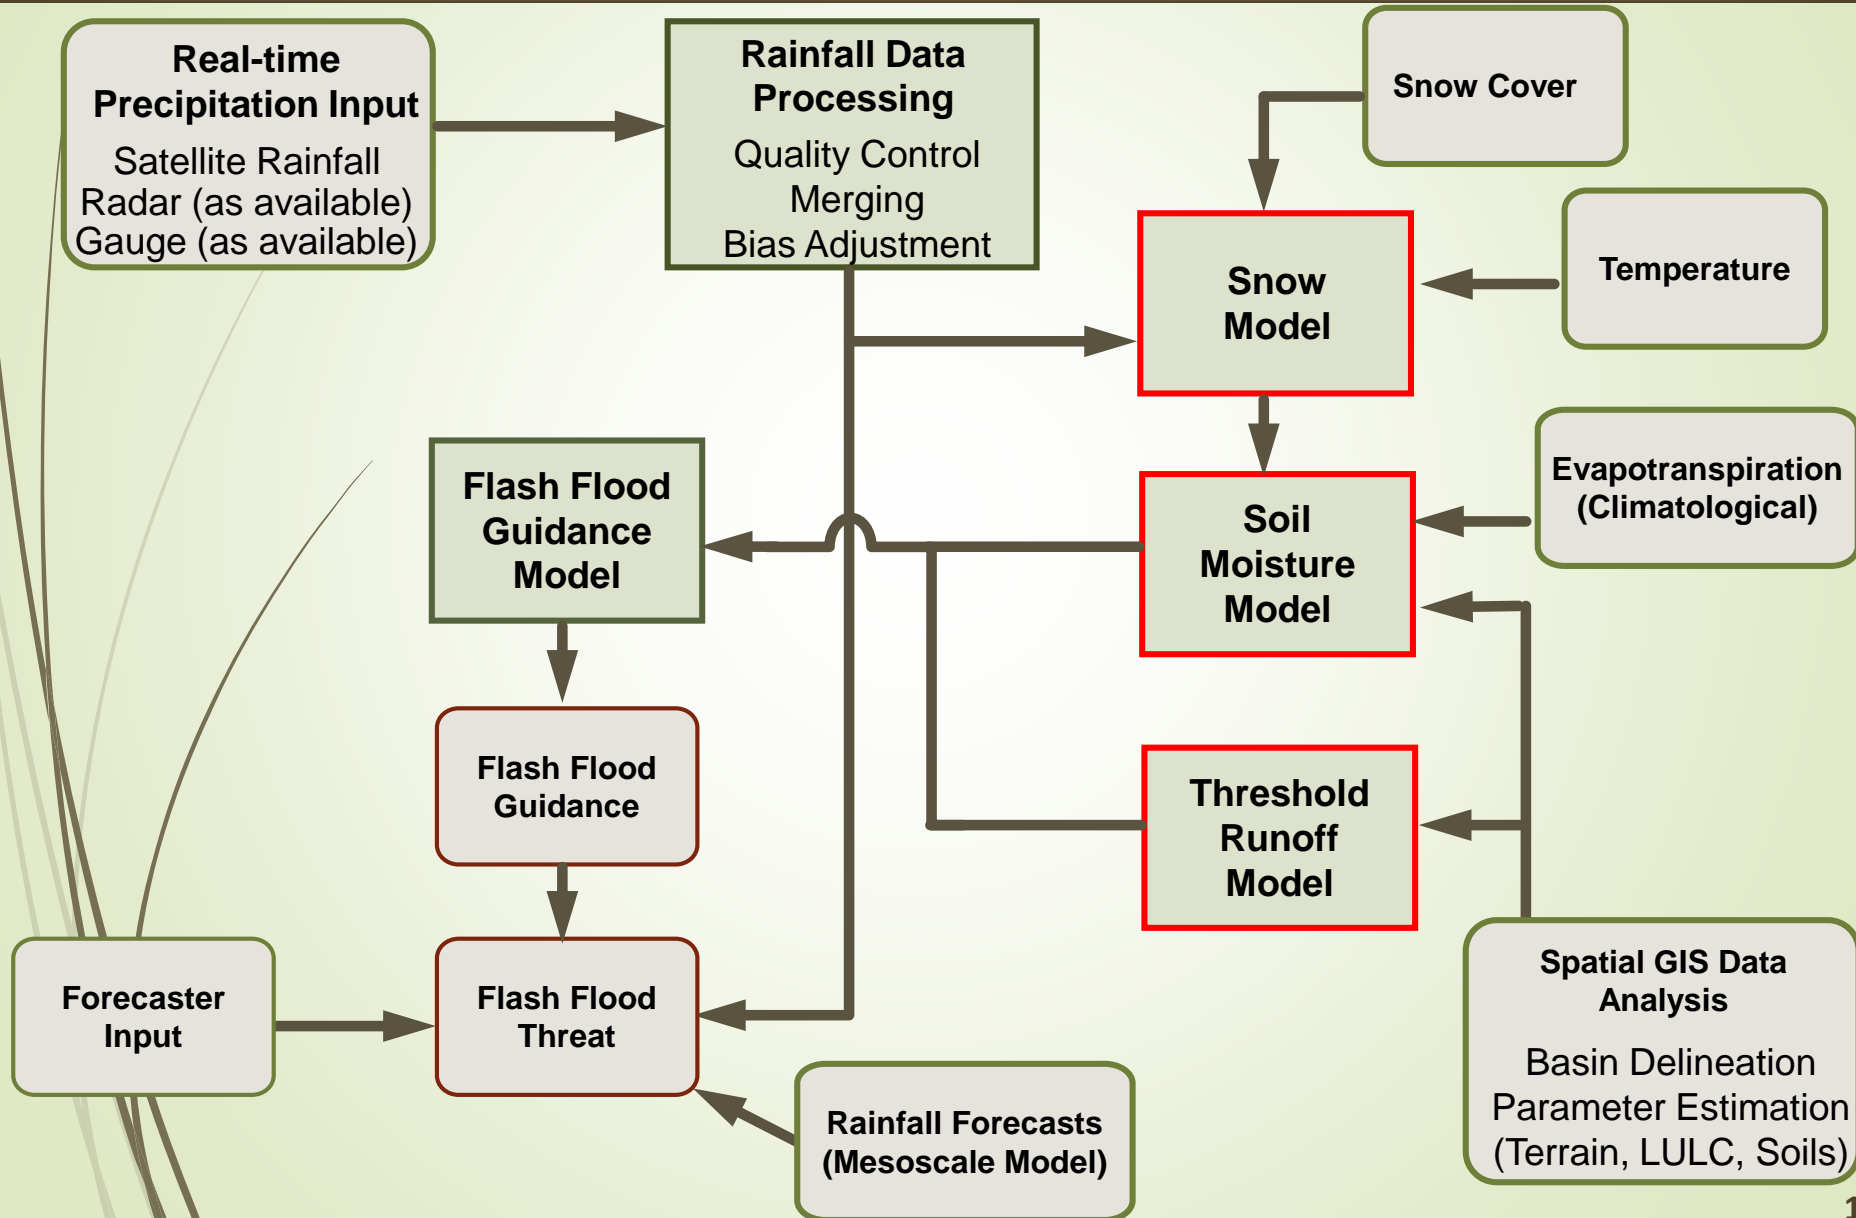 Real-time
Precipitation Input
Satellite Rainfall
Radar (as available)
Gauge (as available)
Rainfall Data
Processing
Quality Control
Merging
Bias Adjustment
Snow Cover
Snow
Model
Temperature
Evapotranspiration
(Climatological)
Flash Flood
Guidance
Model
Soil
Moisture
Model
Flash Flood
Guidance
Threshold
Runoff
Model
Forecaster
Input
Flash Flood
Threat
Rainfall Forecasts
(Mesoscale Model)
Spatial GIS Data
Analysis
Basin Delineation
Parameter Estimation
(Terrain, LULC, Soils)